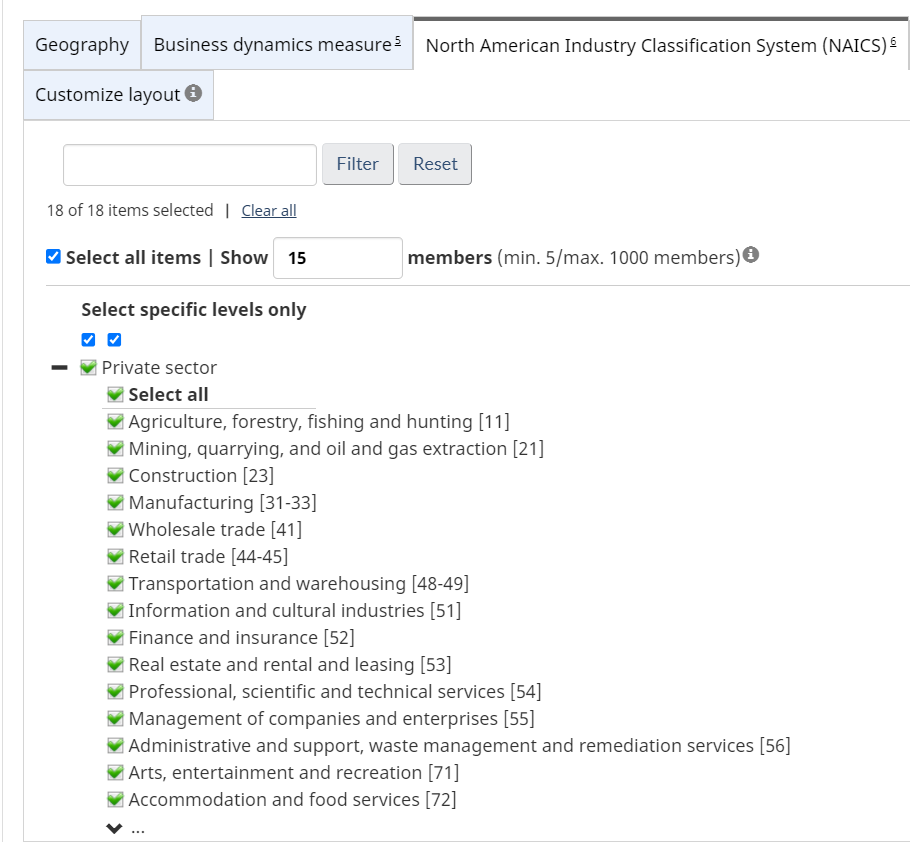 Geography
Business dynamics measure 5
North American Industry Classification System (NAICS) 6
Customize layout i
Filter
Reset
18 of 18 items selected | Clear all
Select all items | Show 15 members (min. 5/max. 1000 members) i
Select specific levels only
Private sector
Select all
Agriculture, forestry, fishing and hunting [11]
Mining, quarrying, and oil and gas extraction [21]
Construction [23]
Manufacturing [31-33]
Wholesale trade [41]
Retail trade [44-45]
Transportation and warehousing [48-49]
Information and cultural industries [51]
Finance and insurance [52]
Real estate and rental and leasing [53]
Professional, scientific and technical services [54]
Management of companies and enterprises [55]
Administrative and support, waste management and remediation services [56]
Arts, entertainment and recreation [71]
Accommodation and food services [72]
...